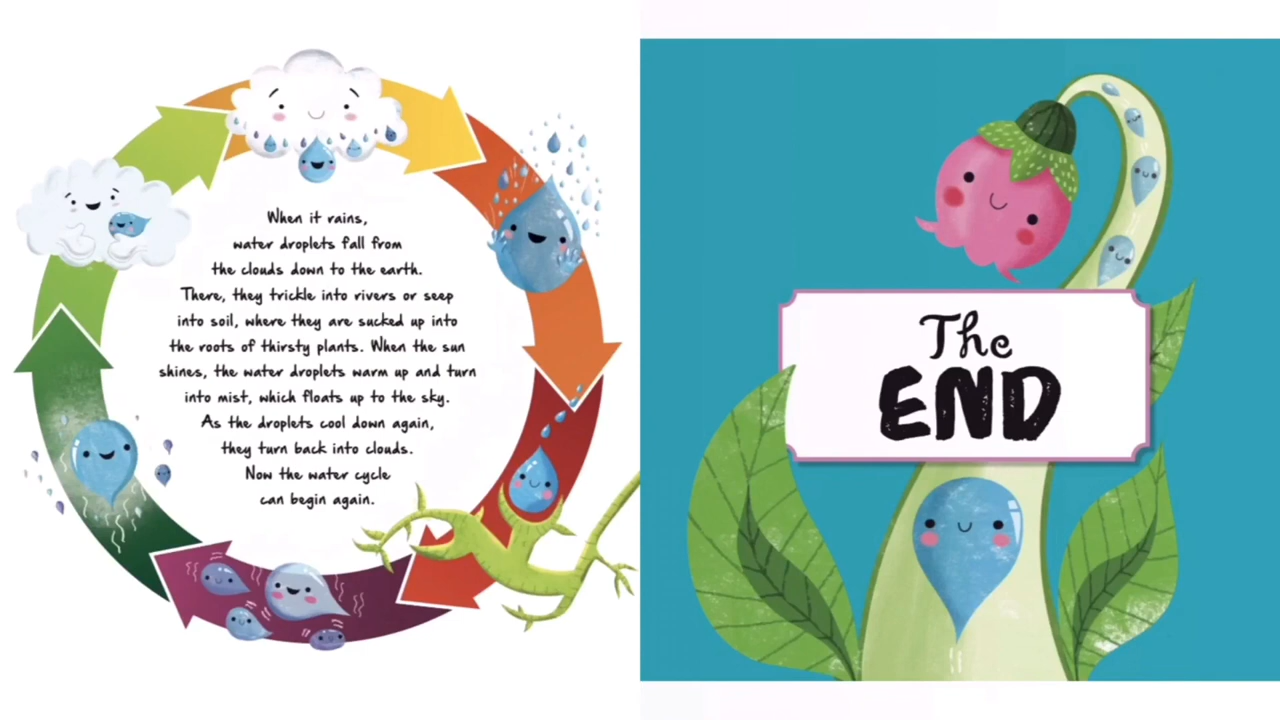 When it rains,
water droplets fall from
the clouds down to the earth.
There, they trickle into rivers or seep
into soil, where they are sucked up into
the roots of thirsty plants. When the sun
shines, the water droplets warm up and turn
into mist, which floats up to the sky.
As the droplets cool down again,
they turn back into clouds.
Now the water cycle
can begin again.
The
END